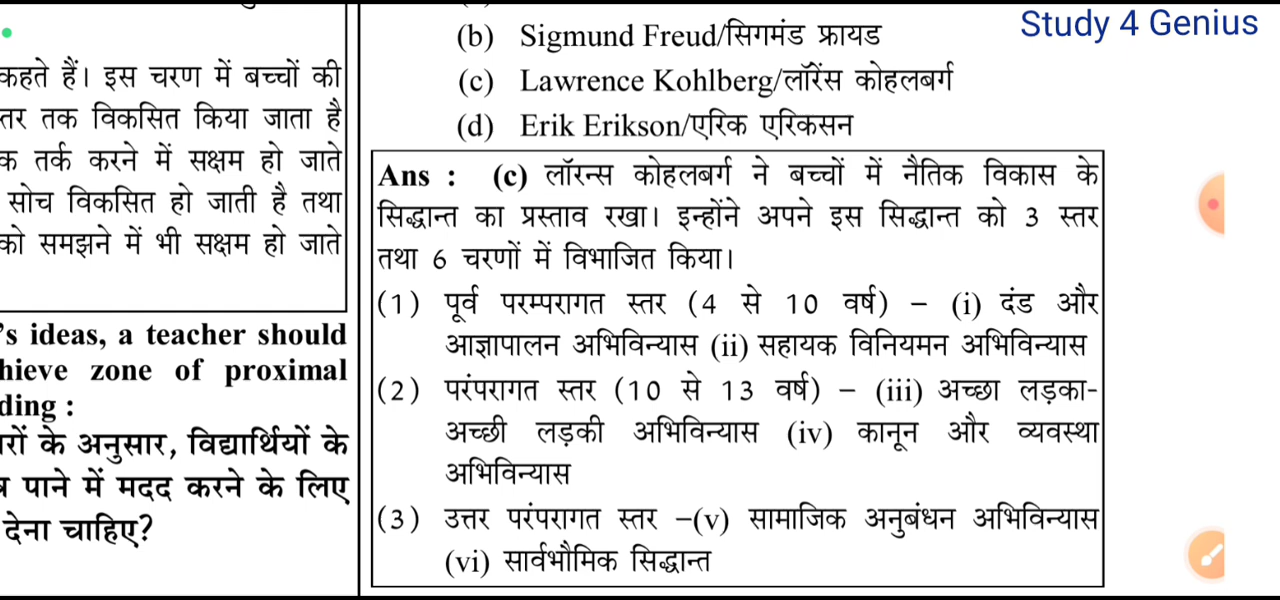 कहते हैं। इस चरण में बच्चों की
तर तक विकसित किया जाता है
क तर्क करने में सक्षम हो जाते
सोच विकसित हो जाती है तथा
को समझने में भी सक्षम हो जाते
's ideas, a teacher should
hieve zone of proximal
ding :
रों के अनुसार, विद्यार्थियों के
पाने में मदद करने के लिए
देना चाहिए?
Study 4 Genius
(b) Sigmund Freud/सिगमंड फ्रायड
(c) Lawrence Kohlberg/लॉरेंस कोहलबर्ग
(d) Erik Erikson/एरिक एरिकसन
Ans : (c) लॉरन्स कोहलबर्ग ने बच्चों में नैतिक विकास के
सिद्धान्त का प्रस्ताव रखा। इन्होंने अपने इस सिद्धान्त को 3 स्तर
तथा 6 चरणों में विभाजित किया।
(1) पूर्व परम्परागत स्तर (4 से 10 वर्ष) – (i) दंड और
आज्ञापालन अभिविन्यास (ii) सहायक विनियमन अभिविन्यास
(2) परंपरागत स्तर (10 से 13 वर्ष) – (iii) अच्छा लड़का-
अच्छी लड़की अभिविन्यास (iv) कानून और व्यवस्था
अभिविन्यास
(3) उत्तर परंपरागत स्तर –(v) सामाजिक अनुबंधन अभिविन्यास
(vi) सार्वभौमिक सिद्धान्त